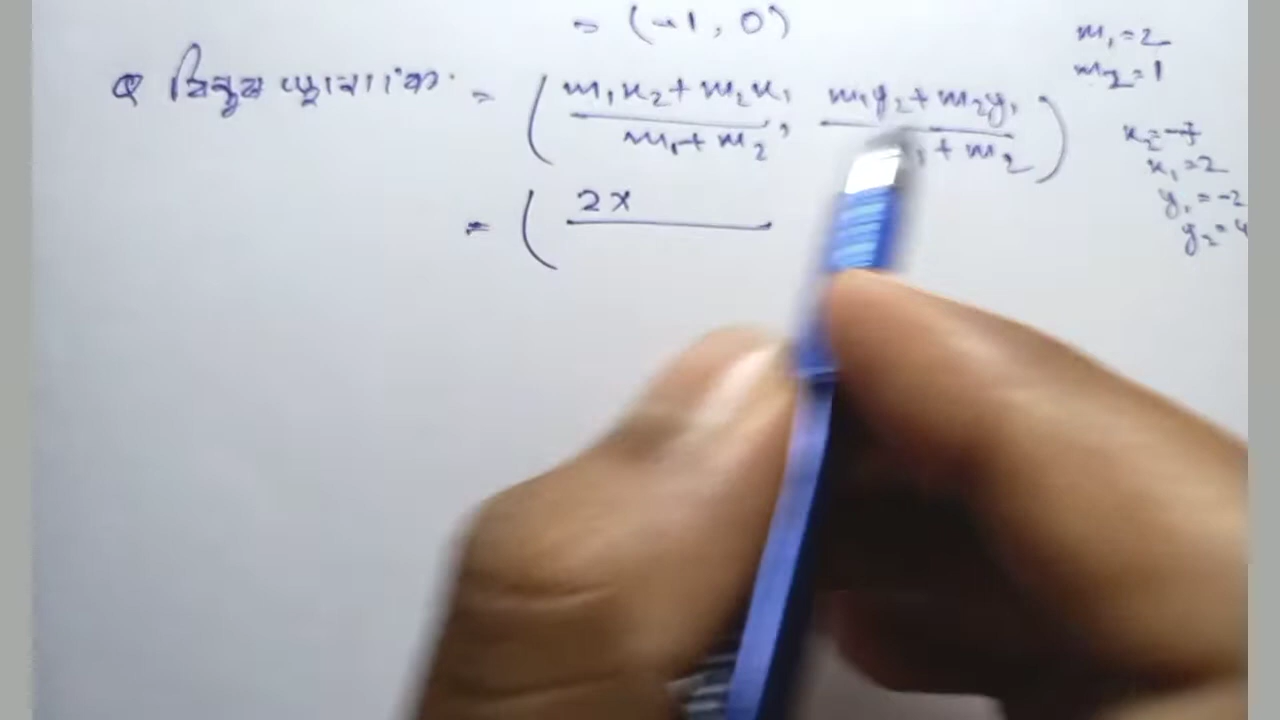 = (-1, 0)
m₁=2
m₂=1
= (m₁x₂+m₂x₁ / m₁+m₂, m₁y₂+m₂y₁ / ₁+m₂)
x₂=-7
x₁=2
y₁=-2
y₂=4
= ( 2×